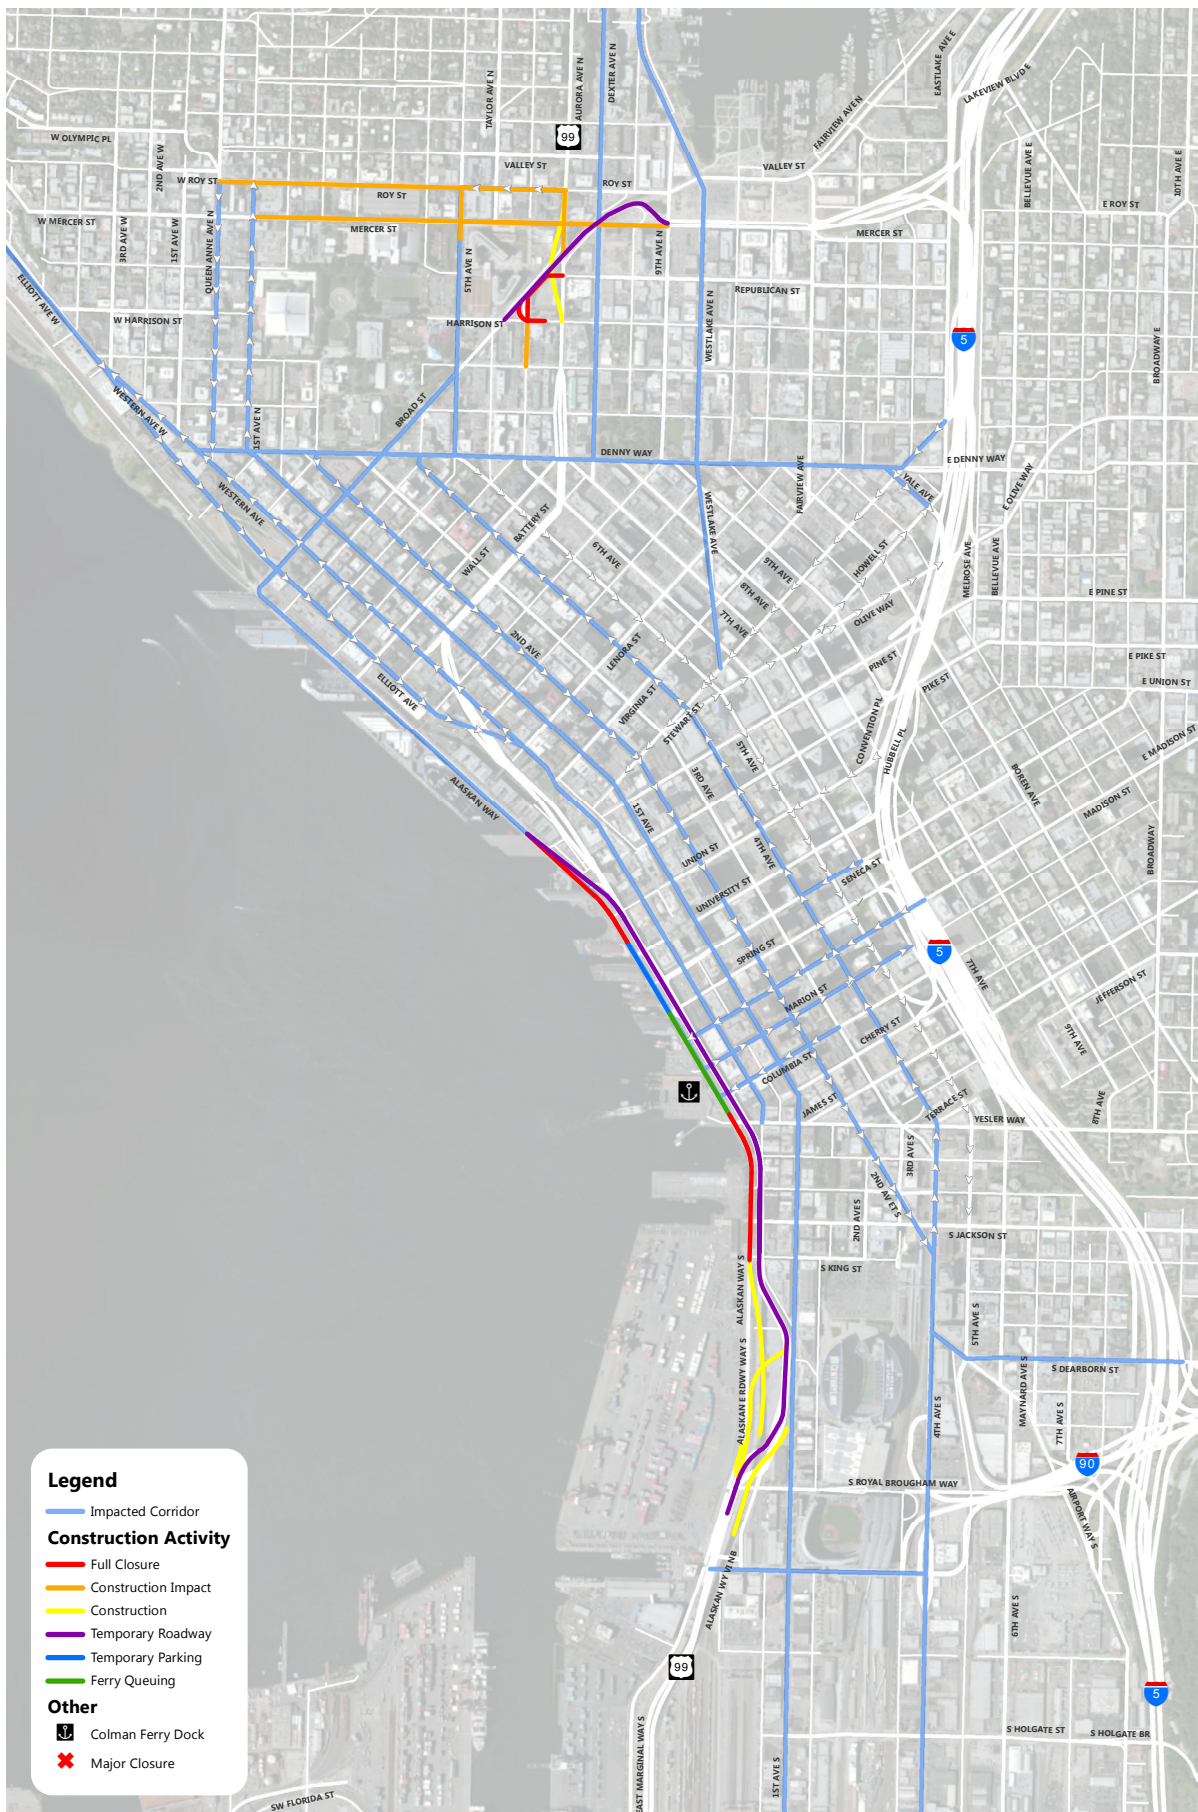 EASTLAKE AVE E
LAKEVIEW BLVD E
AURORA AVE N
DEXTER AVE N
TAYLOR AVE N
FAIRVIEW AVE N
99
W OLYMPIC PL
2ND AVE W
VALLEY ST
VALLEY ST
BELLEVUE AVE E
10TH AVE E
W ROY ST
ROY ST
ROY ST
E ROY ST
W MERCER ST
3RD AVE W
1ST AVE W
QUEEN ANNE AVE N
MERCER ST
5TH AVE N
9TH AVE N
MERCER ST
ELLIOTT AVE W
REPUBLICAN ST
W HARRISON ST
HARRISON ST
WESTLAKE AVE N
5
BROADWAY E
WESTERN AVE W
1ST AVE N
BROAD ST
DENNY WAY
E DENNY WAY
FAIRVIEW AVE
YALE AVE
E OLIVE WAY
WESTERN AVE
BATTERY ST
WESTLAKE AVE
WALL ST
6TH AVE
9TH AVE
HOWELL ST
MELROSE AVE
BELLEVUE AVE
8TH AVE
E PINE ST
7TH AVE
OLIVE WAY
2ND AVE
LENORA ST
PINE ST
E PIKE ST
ELLIOTT AVE
VIRGINIA ST
PIKE ST
E UNION ST
STEWART ST
CONVENTION PL
HUBBELL PL
E MADISON ST
5TH AVE
3RD AVE
BOREN AVE
ALASKAN WAY
1ST AVE
MADISON ST
UNION ST
4TH AVE
BROADWAY
SENECA ST
UNIVERSITY ST
SPRING ST
5
7TH AVE
MARION ST
JEFFERSON ST
CHERRY ST
9TH AVE
COLUMBIA ST
JAMES ST
TERRACE ST
8TH AVE
YESLER WAY
3RD AVE S
2ND AV ET S
2ND AVE S
S JACKSON ST
ALASKAN WAY S
S KING ST
5TH AVE S
ALASKAN E RDWY WAY S
S DEARBORN ST
MAYNARD AVE S
4TH AVE S
7TH AVE S
90
S ROYAL BROUGHAM WAY
AIRPORT WAY S
ALASKAN WY VI NB
6TH AVE S
99
5
S HOLGATE ST
S HOLGATE BR
EAST MARGINAL WAY S
1ST AVE S
SW FLORIDA ST
Legend
Impacted Corridor
Construction Activity
Full Closure
Construction Impact
Construction
Temporary Roadway
Temporary Parking
Ferry Queuing
Other
Colman Ferry Dock
Major Closure